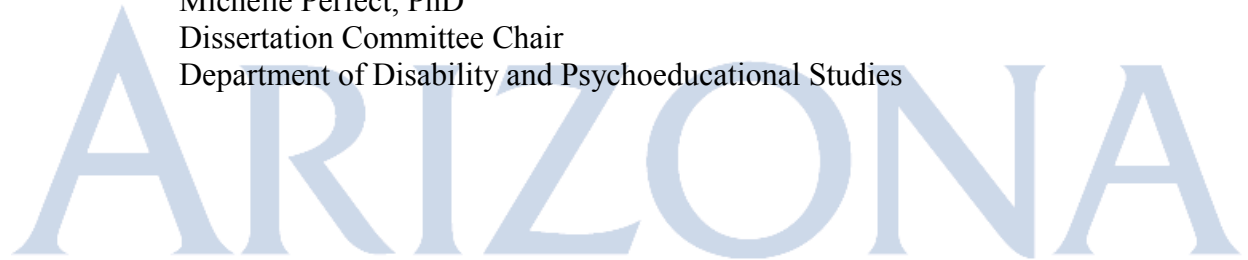 Michelle Perfect, PhD
Dissertation Committee Chair
Department of Disability and Psychoeducational Studies
ARIZONA